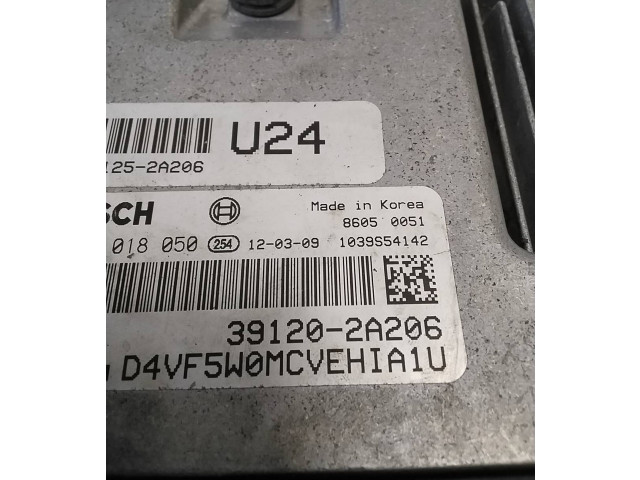 U24
125-2A206
SCH
Made in Korea
8605 0051
018 050 254 12-03-09 1039S54142
39120-2A206
D4VF5W0MCVEHIA1U